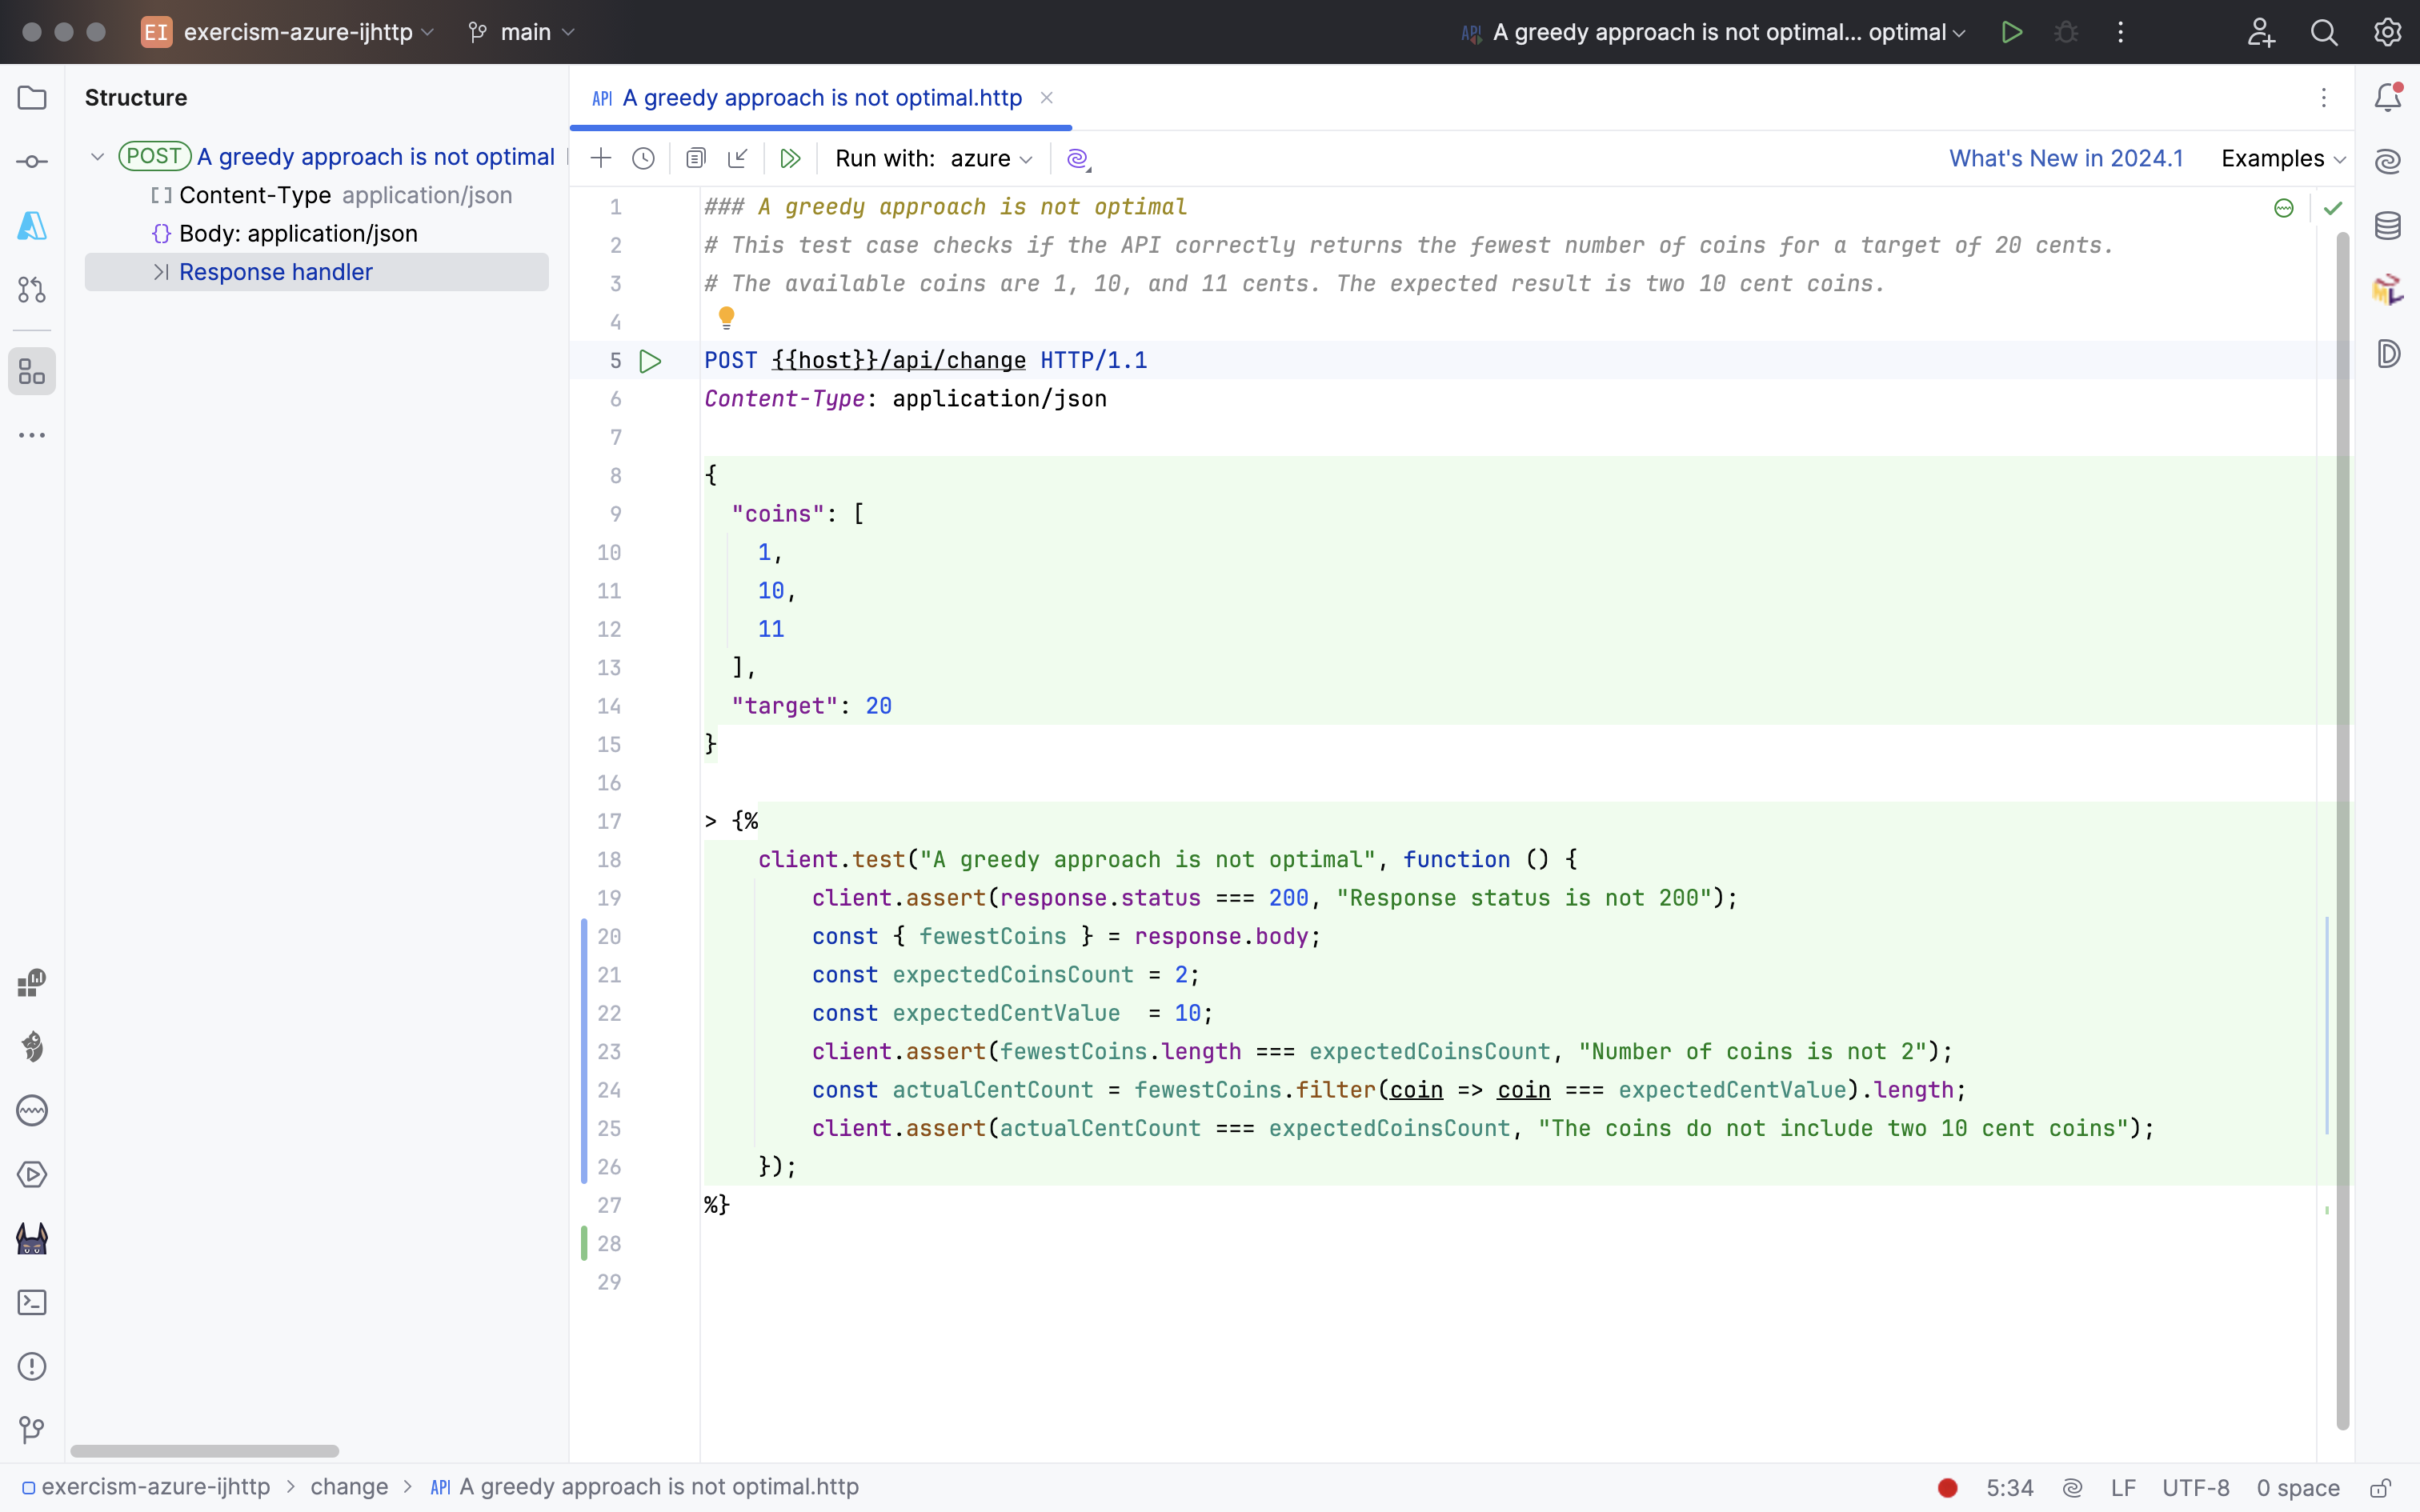 EI exercism-azure-ijhttp main API A greedy approach is not optimal... optimal
Structure
POST A greedy approach is not optimal
Content-Type application/json
{} Body: application/json
Response handler
API A greedy approach is not optimal.http
Run with: azure What's New in 2024.1 Examples
1 ### A greedy approach is not optimal
2 # This test case checks if the API correctly returns the fewest number of coins for a target of 20 cents.
3 # The available coins are 1, 10, and 11 cents. The expected result is two 10 cent coins.
4
5 POST {{host}}/api/change HTTP/1.1
6 Content-Type: application/json
7
8 {
9 "coins": [
10 1,
11 10,
12 11
13 ],
14 "target": 20
15 }
16
17 > {%
18 client.test("A greedy approach is not optimal", function () {
19 client.assert(response.status === 200, "Response status is not 200");
20 const { fewestCoins } = response.body;
21 const expectedCoinsCount = 2;
22 const expectedCentValue = 10;
23 client.assert(fewestCoins.length === expectedCoinsCount, "Number of coins is not 2");
24 const actualCentCount = fewestCoins.filter(coin => coin === expectedCentValue).length;
25 client.assert(actualCentCount === expectedCoinsCount, "The coins do not include two 10 cent coins");
26 });
27 %}
28
29
exercism-azure-ijhttp > change > API A greedy approach is not optimal.http 5:34 LF UTF-8 0 space